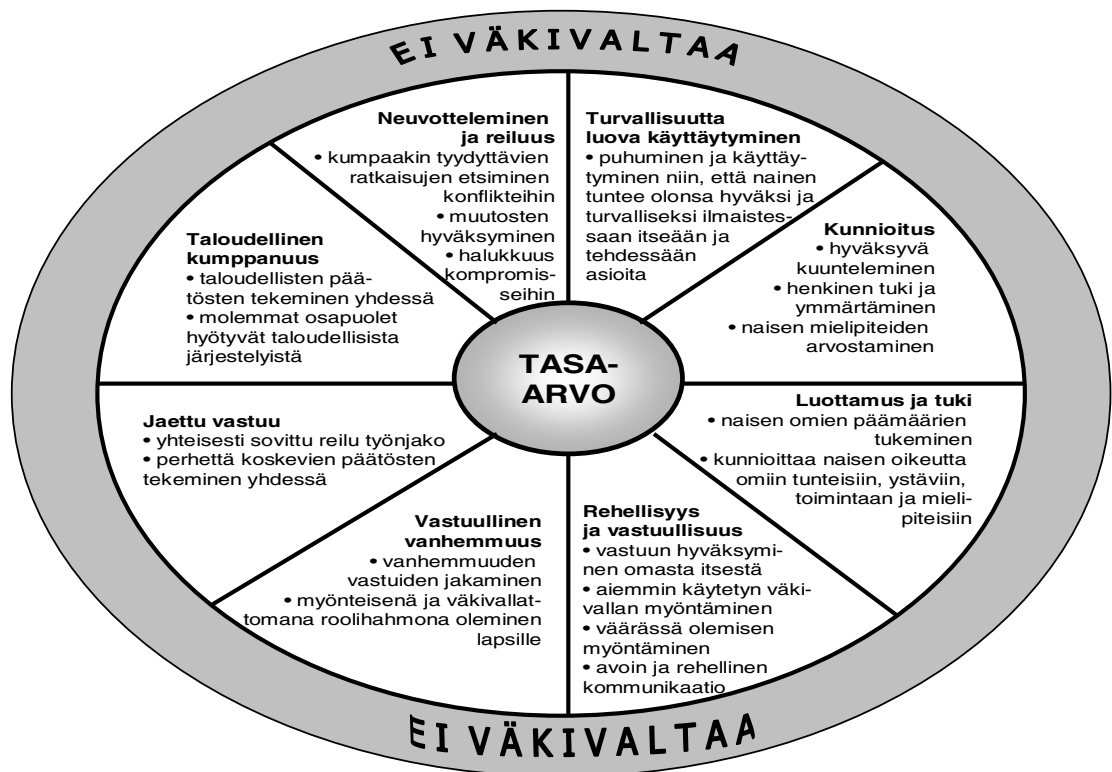 EI VÄKIVALTAA
Neuvotteleminen
ja reiluus
• kumpaakin tyydyttävien
ratkaisujen etsiminen
konflikteihin
• muutosten
hyväksyminen
• halukkuus
kompromis-
seihin
Turvallisuutta
luova käyttäytyminen
• puhuminen ja käyttäy-
tyminen niin, että nainen
tuntee olonsa hyväksi ja
turvalliseksi ilmaistes-
saan itseään ja
tehdessään
asioita
Kunnioitus
• hyväksyvä
kuunteleminen
• henkinen tuki ja
ymmärtäminen
• naisen mielipiteiden
arvostaminen
Taloudellinen
kumppanuus
• taloudellisten pää-
tösten tekeminen yhdessä
• molemmat osapuolet
hyötyvät taloudellisista
järjestelyistä
TASA-
ARVO
Luottamus ja tuki
• naisen omien päämäärien
tukeminen
• kunnioittaa naisen oikeutta
omiin tunteisiin, ystäviin,
toimintaan ja mieli-
piteisiin
Jaettu vastuu
• yhteisesti sovittu reilu työnjako
• perhettä koskevien päätösten
tekeminen yhdessä
Vastuullinen
vanhemmuus
• vanhemmuuden
vastuiden jakaminen
• myönteisenä ja väkivallat-
tomana roolihahmona oleminen
lapsille
Rehellisyys
ja vastuullisuus
• vastuun hyväksymi-
nen omasta itsestä
• aiemmin käytetyn väki-
vallan myöntäminen
• väärässä olemisen
myöntäminen
• avoin ja rehellinen
kommunikaatio
EI VÄKIVALTAA